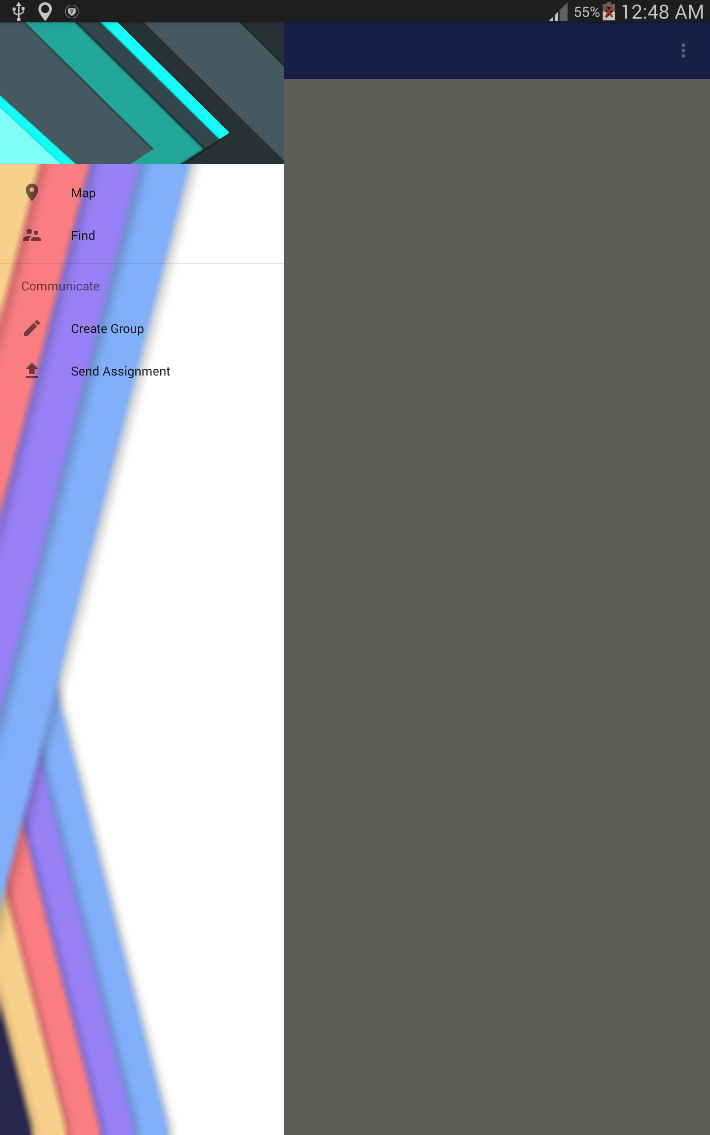 55% 12:48 AM
Map
Find
Communicate
Create Group
Send Assignment